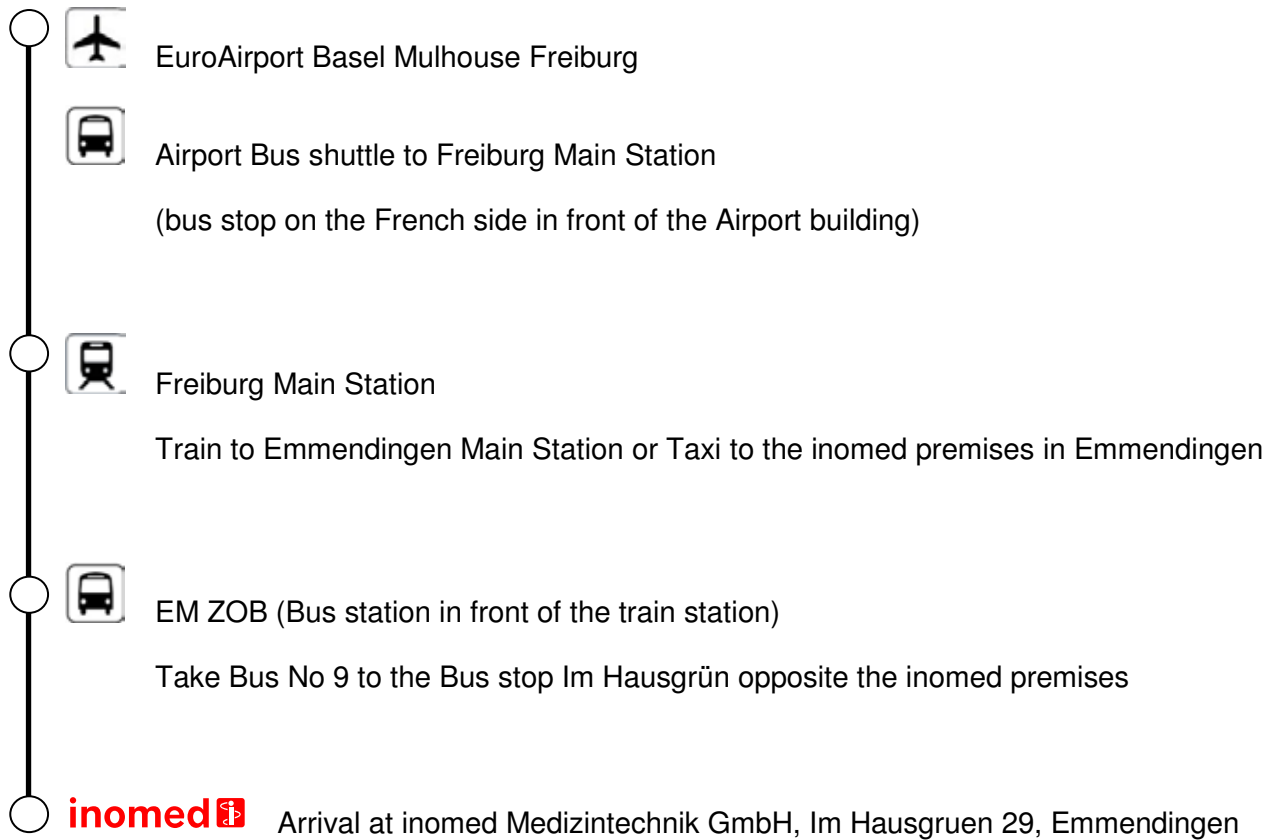 EuroAirport Basel Mulhouse Freiburg
Airport Bus shuttle to Freiburg Main Station
(bus stop on the French side in front of the Airport building)
Freiburg Main Station
Train to Emmendingen Main Station or Taxi to the inomed premises in Emmendingen
EM ZOB (Bus station in front of the train station)
Take Bus No 9 to the Bus stop Im Hausgrün opposite the inomed premises
inomed Arrival at inomed Medizintechnik GmbH, Im Hausgruen 29, Emmendingen